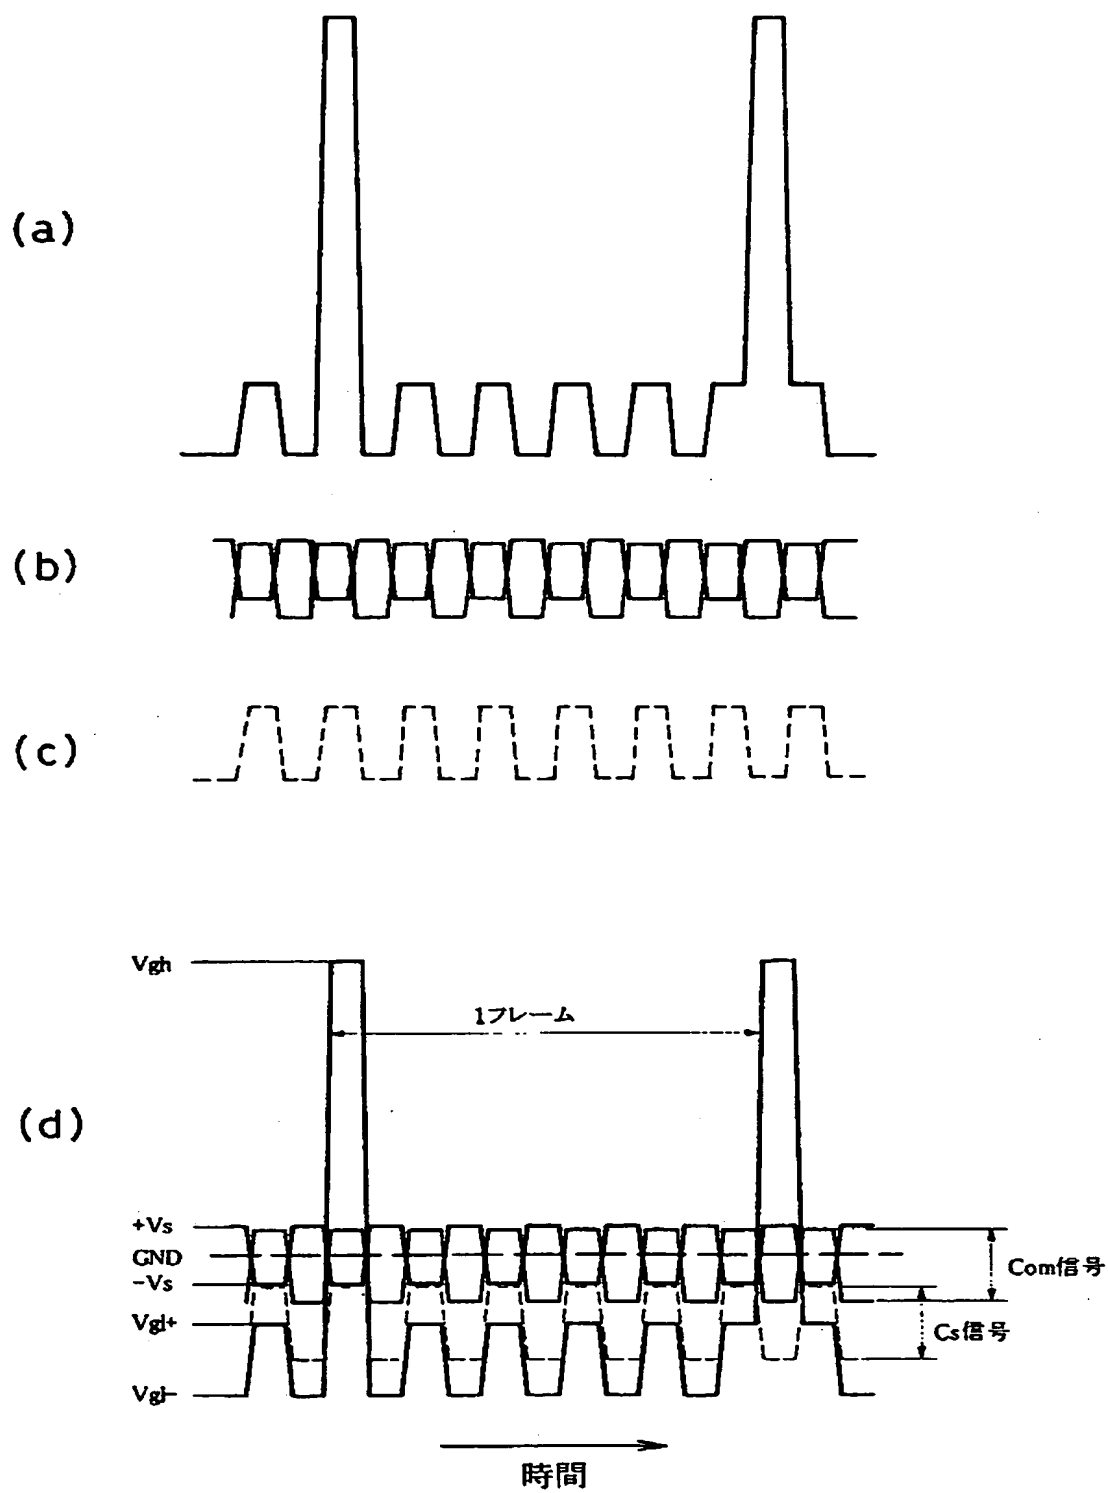 (a)
(b)
(c)
(d)
Vgh
1フレーム
+Vs
GND
-Vs
Com信号
Vgl+
Cs信号
Vgl-
時間